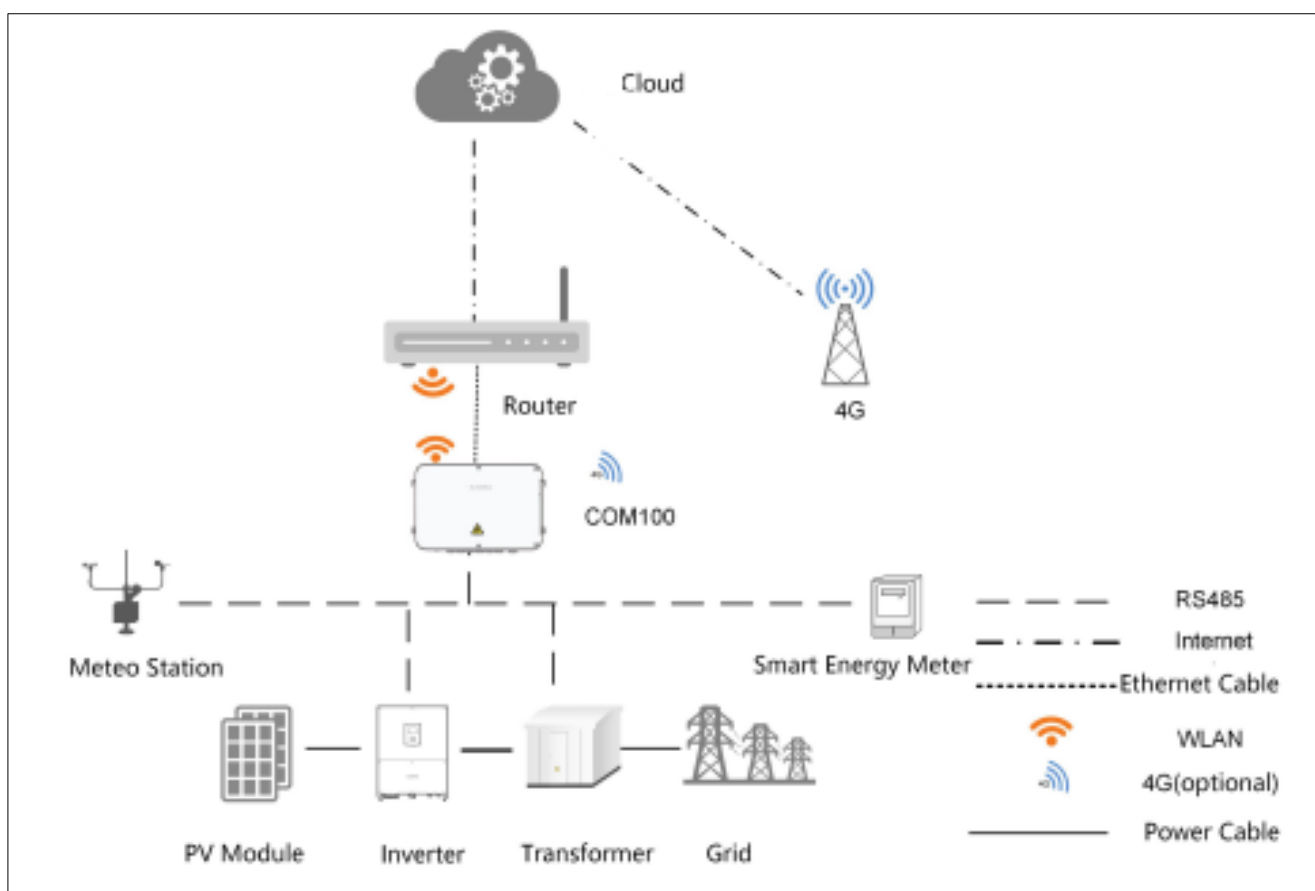 Cloud
Router
4G
COM100
Meteo Station
Smart Energy Meter
RS485
Internet
Ethernet Cable
WLAN
4G(optional)
Power Cable
PV Module
Inverter
Transformer
Grid